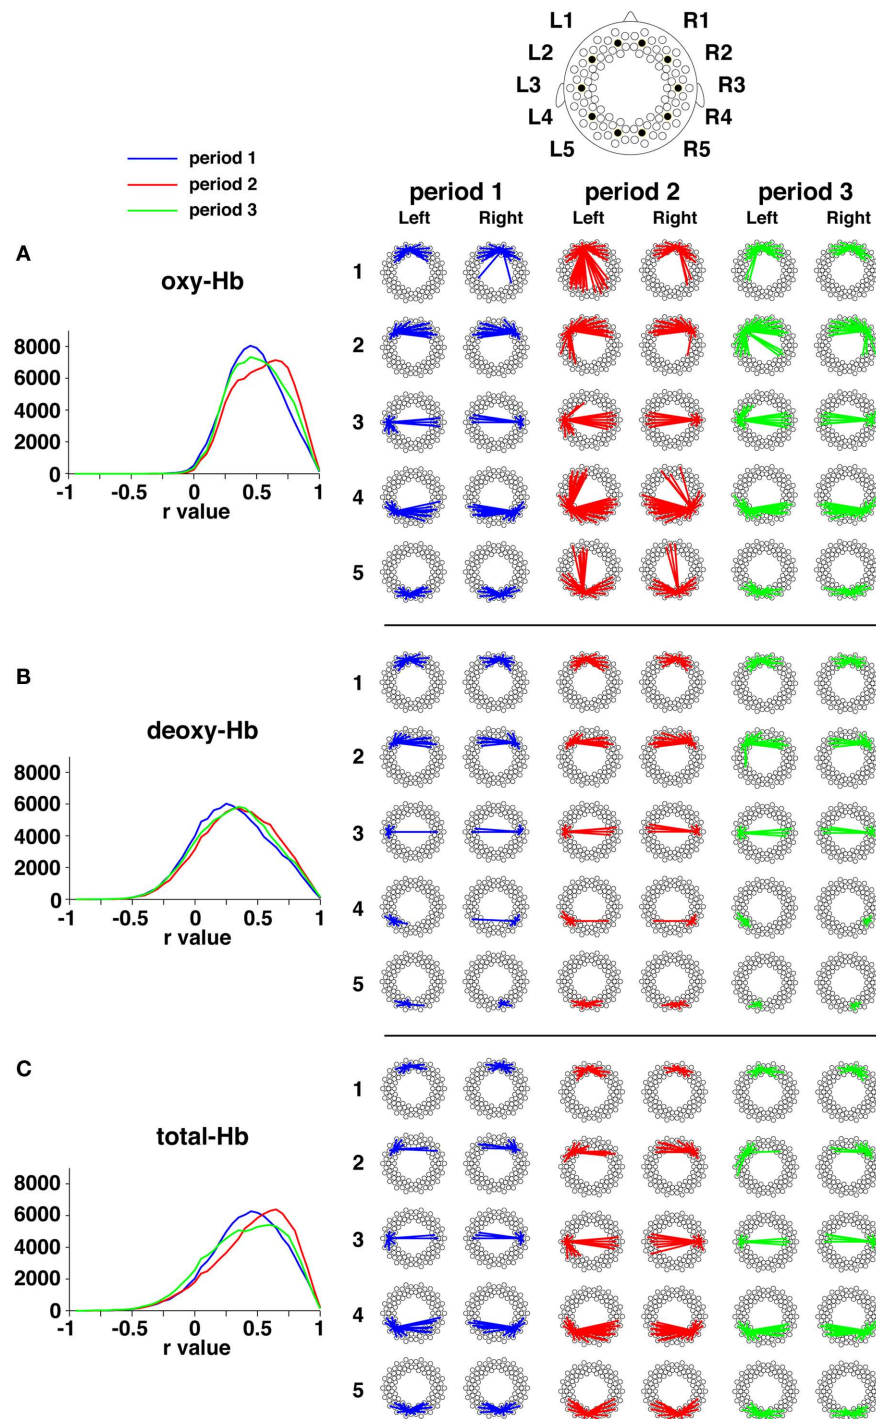 L1 R1
L2 R2
L3 R3
L4 R4
L5 R5
period 1
period 2
period 3
period 1 period 2 period 3
Left Right Left Right Left Right
A
oxy-Hb
8000
6000
4000
2000
0
-1 -0.5 0 0.5 1
r value
1
2
3
4
5
B
deoxy-Hb
8000
6000
4000
2000
0
-1 -0.5 0 0.5 1
r value
1
2
3
4
5
C
total-Hb
8000
6000
4000
2000
0
-1 -0.5 0 0.5 1
r value
1
2
3
4
5